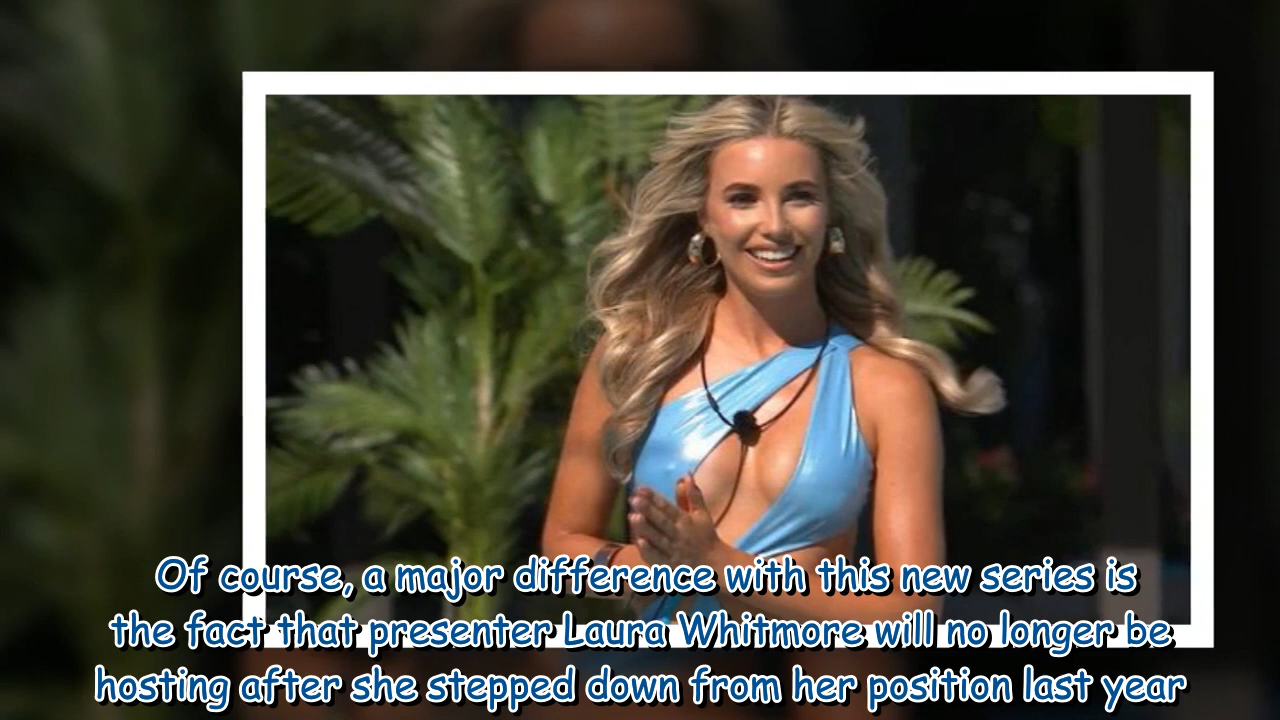 Of course, a major difference with this new series is
the fact that presenter Laura Whitmore will no longer be
hosting after she stepped down from her position last year